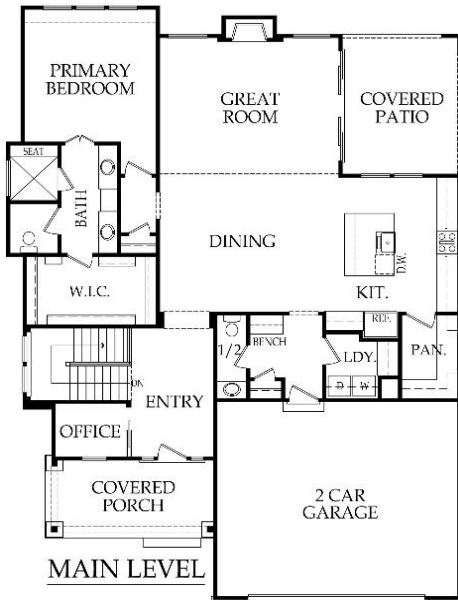 PRIMARY
BEDROOM
GREAT
ROOM
COVERED
PATIO
SEAT
BATH
DINING
D.W.
W.I.C.
KIT.
REF.
1/2
BENCH
LDY.
PAN.
D W
DN
ENTRY
OFFICE
COVERED
PORCH
2 CAR
GARAGE
MAIN LEVEL